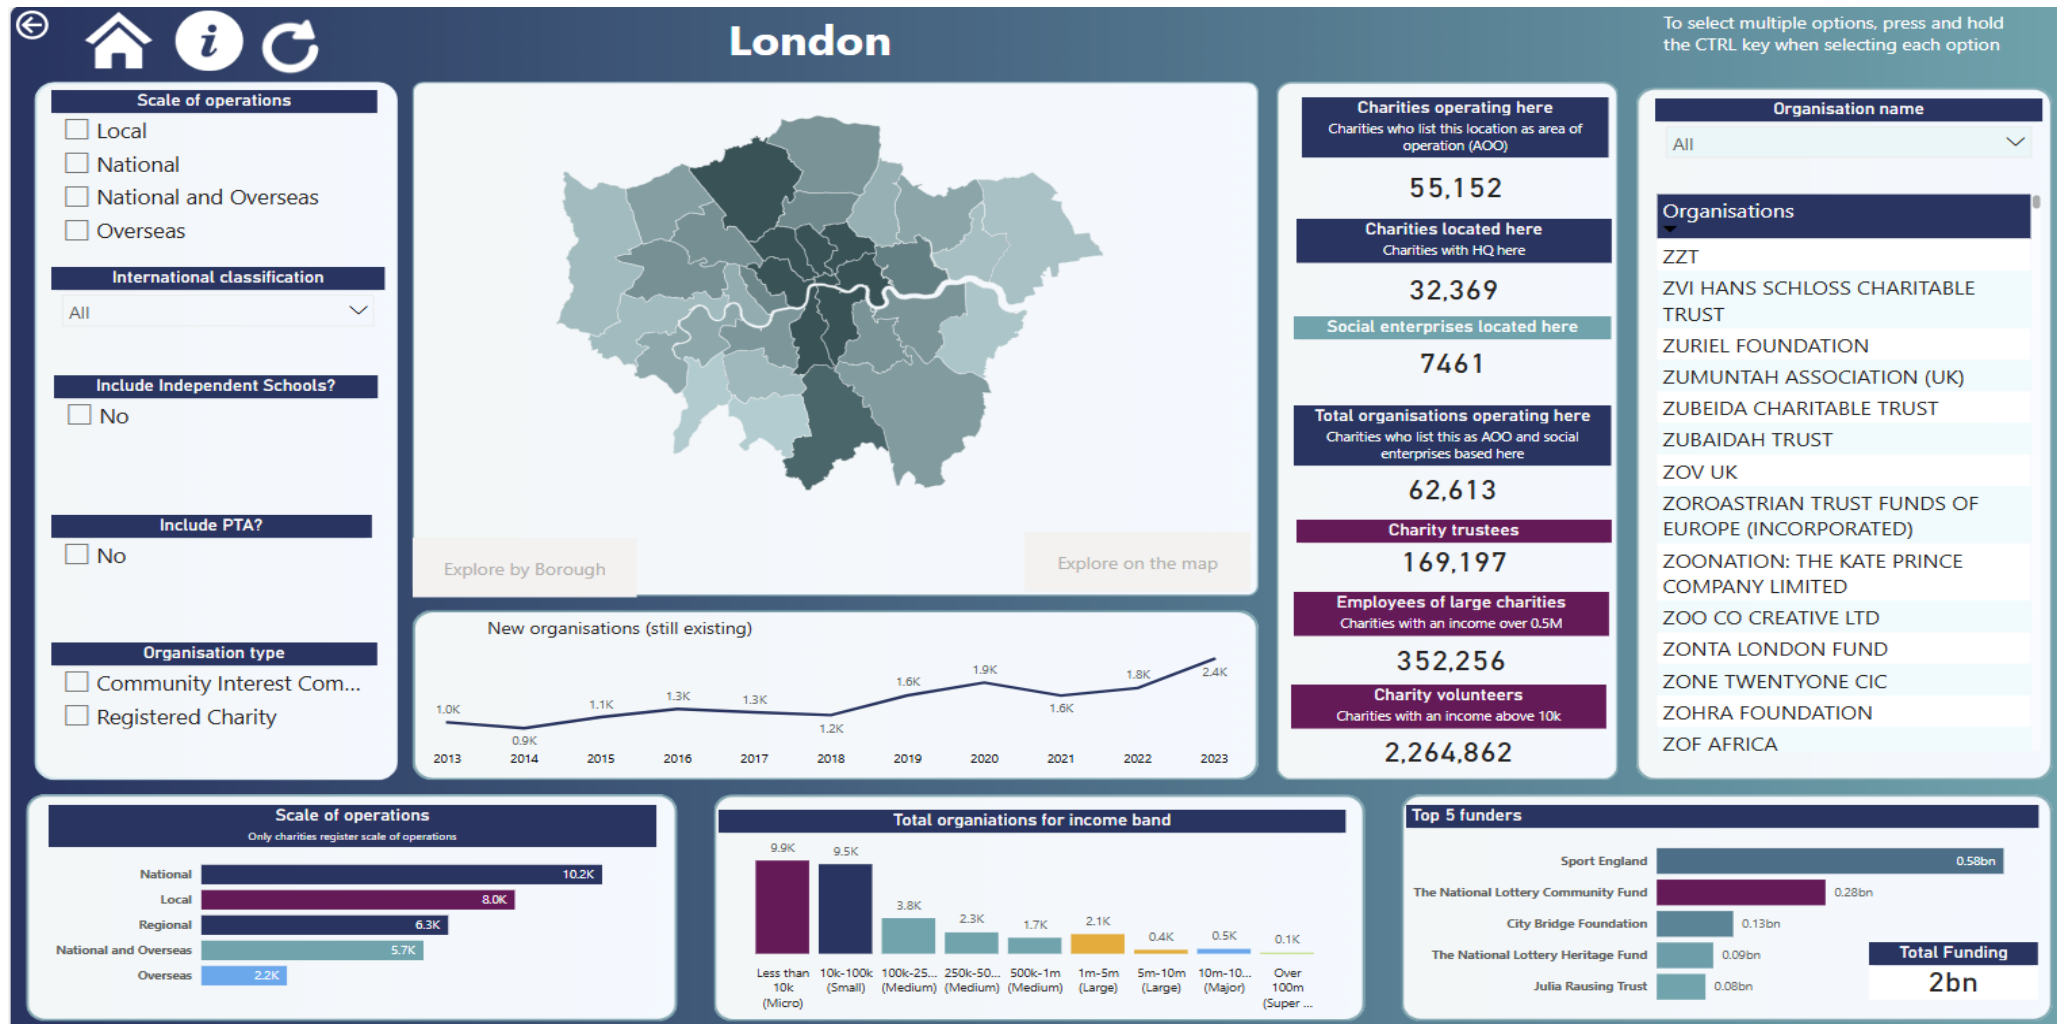 London
To select multiple options, press and hold
the CTRL key when selecting each option
Scale of operations
Local
National
National and Overseas
Overseas
International classification
All
Include Independent Schools?
No
Include PTA?
No
Organisation type
Community Interest Com...
Registered Charity
Explore by Borough
Explore on the map
New organisations (still existing)
1.0K
0.9K
1.1K
1.3K
1.3K
1.2K
1.6K
1.9K
1.6K
1.8K
2.4K
2013
2014
2015
2016
2017
2018
2019
2020
2021
2022
2023
Charities operating here
Charities who list this location as area of
operation (AOO)
55,152
Charities located here
Charities with HQ here
32,369
Social enterprises located here
7461
Total organisations operating here
Charities who list this as AOO and social
enterprises based here
62,613
Charity trustees
169,197
Employees of large charities
Charities with an income over 0.5M
352,256
Charity volunteers
Charities with an income above 10k
2,264,862
Organisation name
All
Organisations
ZZT
ZVI HANS SCHLOSS CHARITABLE
TRUST
ZURIEL FOUNDATION
ZUMUNTAH ASSOCIATION (UK)
ZUBEIDA CHARITABLE TRUST
ZUBAIDAH TRUST
ZOV UK
ZOROASTRIAN TRUST FUNDS OF
EUROPE (INCORPORATED)
ZOONATION: THE KATE PRINCE
COMPANY LIMITED
ZOO CO CREATIVE LTD
ZONTA LONDON FUND
ZONE TWENTYONE CIC
ZOHRA FOUNDATION
ZOF AFRICA
Scale of operations
Only charities register scale of operations
National 10.2K
Local 8.0K
Regional 6.3K
National and Overseas 5.7K
Overseas 2.2K
Total organiations for income band
9.9K
9.5K
3.8K
2.3K
1.7K
2.1K
0.4K
0.5K
0.1K
Less than
10k
(Micro)
10k-100k
(Small)
100k-25...
(Medium)
250k-50...
(Medium)
500k-1m
(Medium)
1m-5m
(Large)
5m-10m
(Large)
10m-10...
(Major)
Over
100m
(Super ...
Top 5 funders
Sport England 0.58bn
The National Lottery Community Fund 0.28bn
City Bridge Foundation 0.13bn
The National Lottery Heritage Fund 0.09bn
Julia Rausing Trust 0.08bn
Total Funding
2bn